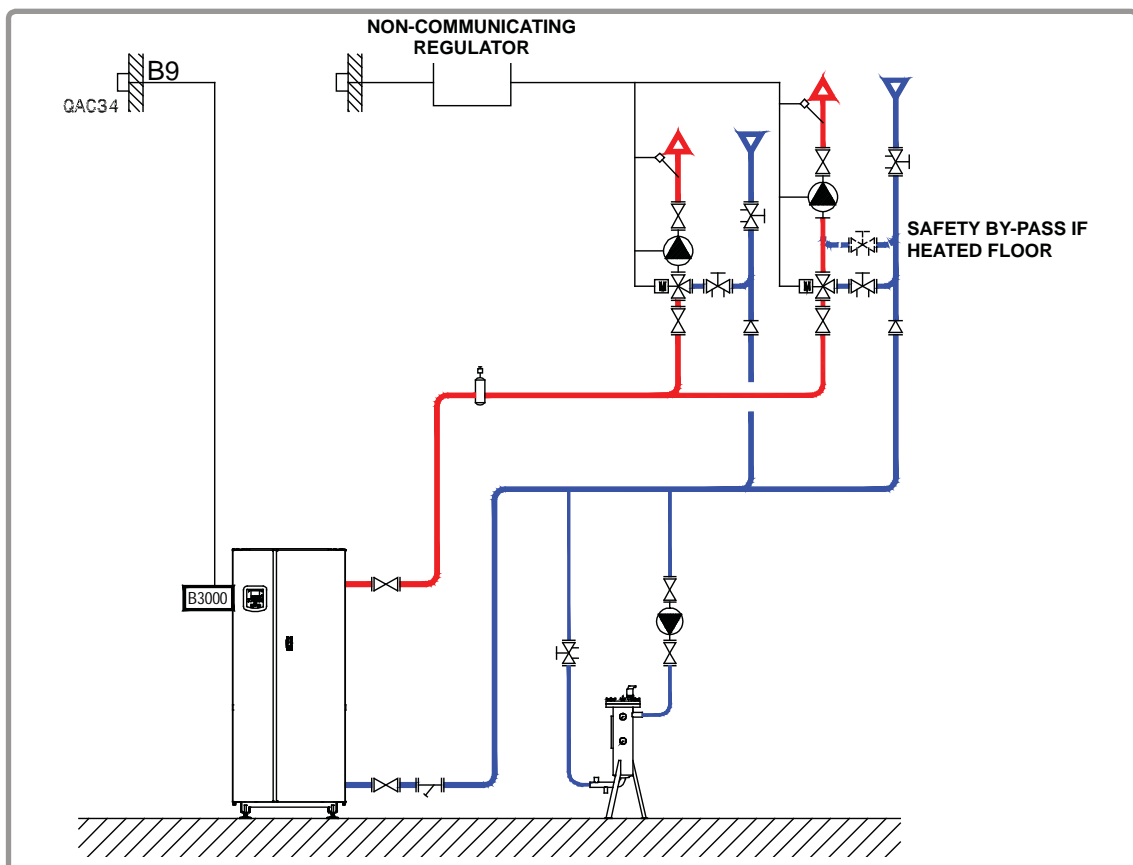 NON-COMMUNICATING
REGULATOR
B9
QAC34
SAFETY BY-PASS IF
HEATED FLOOR
M
M
B3000